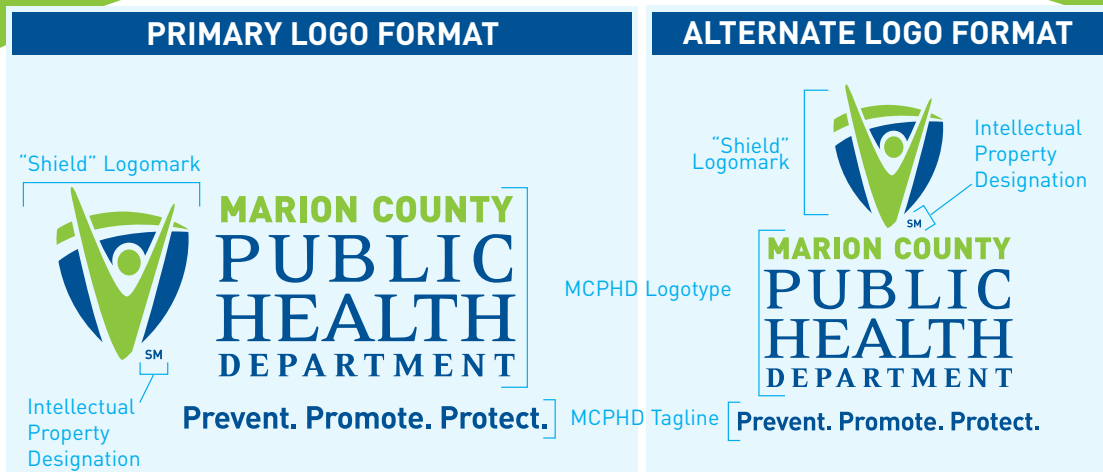 PRIMARY LOGO FORMAT
"Shield" Logomark
MARION COUNTY
PUBLIC
HEALTH
DEPARTMENT
SM
Intellectual
Property
Designation
Prevent. Promote. Protect.
MCPHD Logotype
MCPHD Tagline
ALTERNATE LOGO FORMAT
"Shield"
Logomark
Intellectual
Property
Designation
SM
MARION COUNTY
PUBLIC
HEALTH
DEPARTMENT
Prevent. Promote. Protect.